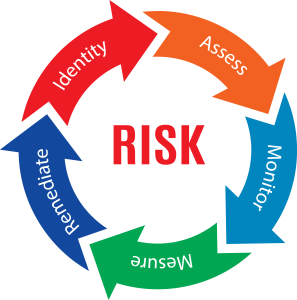 Identity
Assess
RISK
Monitor
Mesure
Remediate